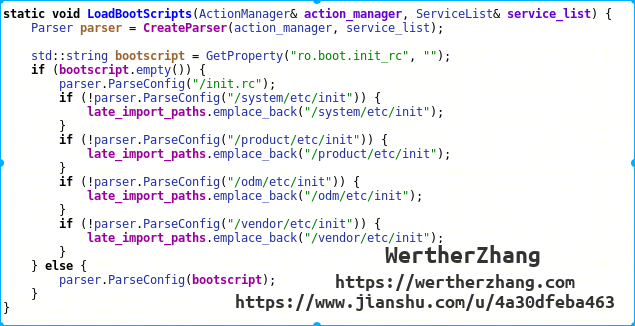 static void LoadBootScripts(ActionManager& action_manager, ServiceList& service_list) {
    Parser parser = CreateParser(action_manager, service_list);

    std::string bootscript = GetProperty("ro.boot.init_rc", "");
    if (bootscript.empty()) {
        parser.ParseConfig("/init.rc");
        if (!parser.ParseConfig("/system/etc/init")) {
            late_import_paths.emplace_back("/system/etc/init");
        }
        if (!parser.ParseConfig("/product/etc/init")) {
            late_import_paths.emplace_back("/product/etc/init");
        }
        if (!parser.ParseConfig("/odm/etc/init")) {
            late_import_paths.emplace_back("/odm/etc/init");
        }
        if (!parser.ParseConfig("/vendor/etc/init")) {
            late_import_paths.emplace_back("/vendor/etc/init");
        }
    } else {
        parser.ParseConfig(bootscript);
    }
}
WertherZhang
https://wertherzhang.com
https://www.jianshu.com/u/4a30dfeba463